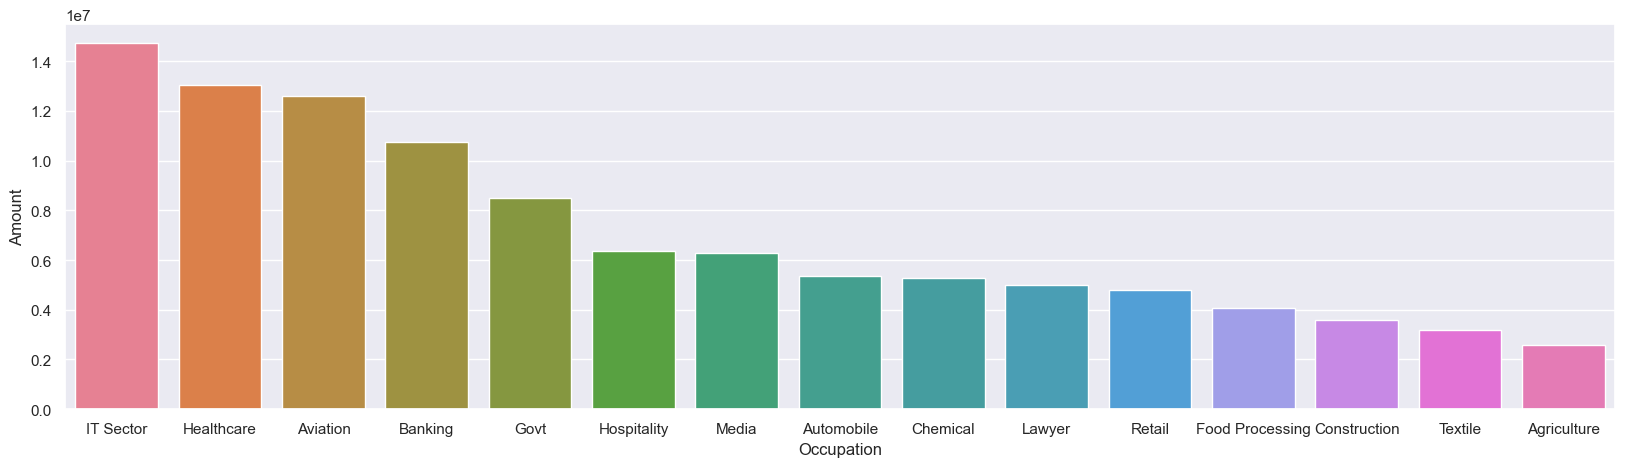 1e7
1.4
1.2
1.0
0.8
0.6
0.4
0.2
0.0
Amount
IT Sector Healthcare Aviation Banking Govt Hospitality Media Automobile Chemical Lawyer Retail Food Processing Construction Textile Agriculture
Occupation